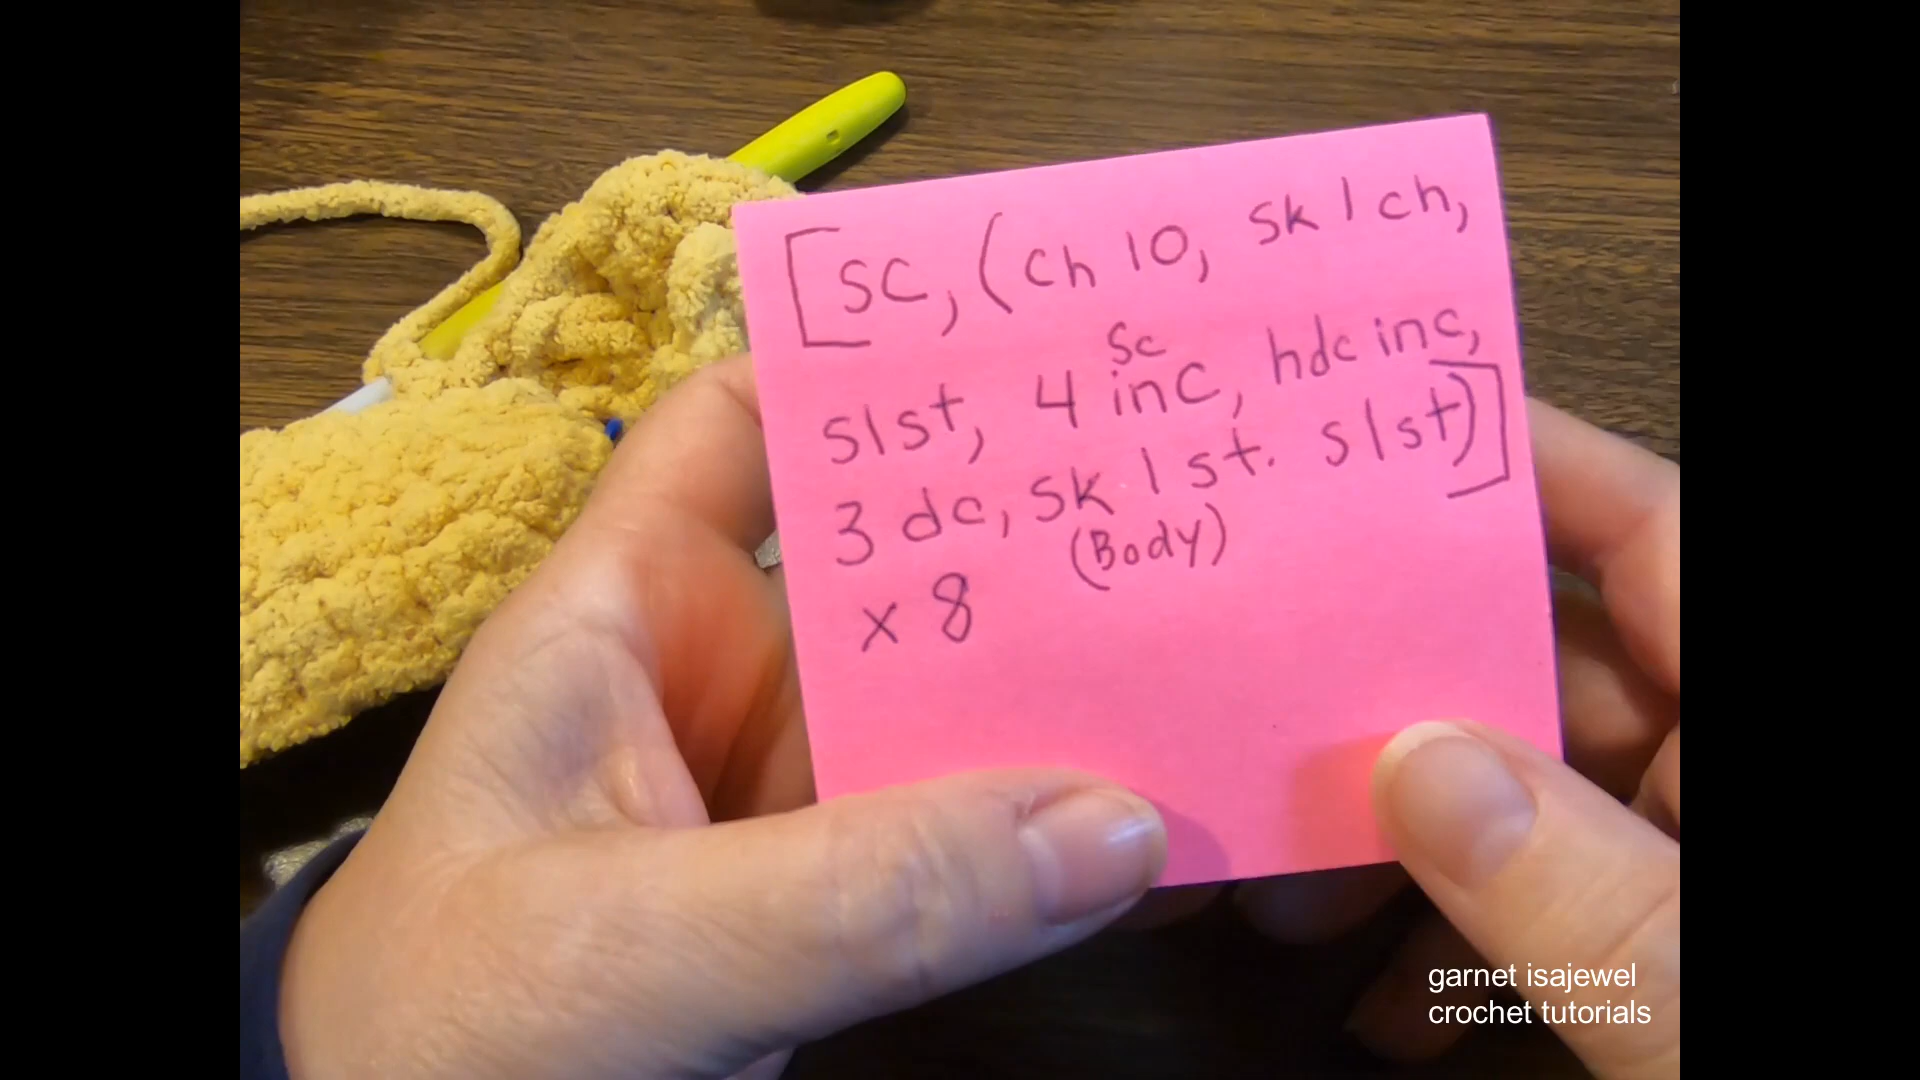 [SC, (Ch 10, Sk 1 ch,
slst, 4 sc inc, hdc inc,
3 dc, sk 1 st. slst)]
(Body)
x 8
garnet isajewel
crochet tutorials